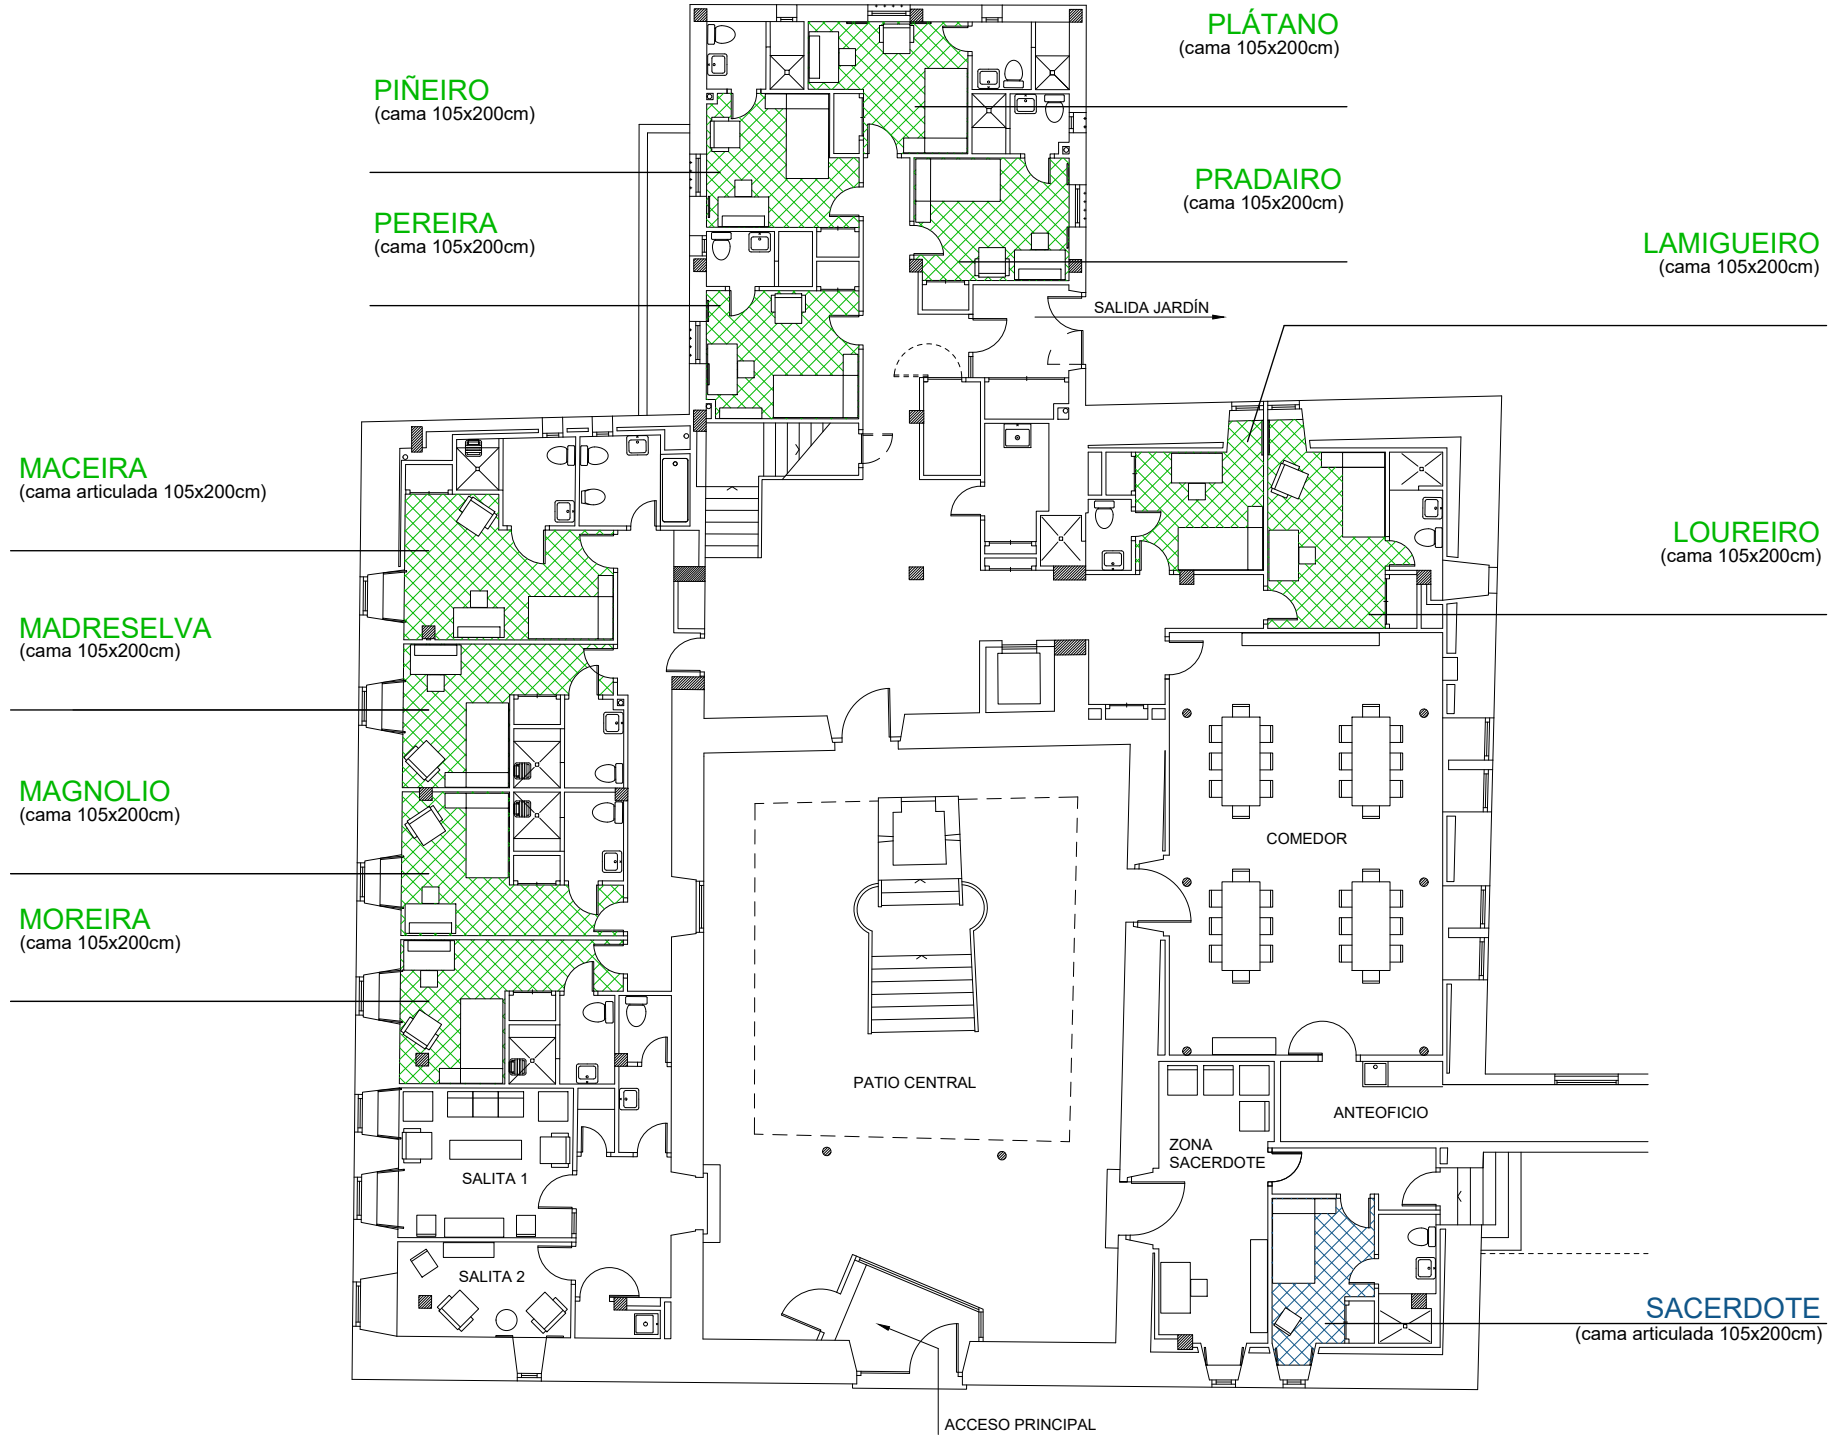 PLÁTANO
(cama 105x200cm)
PIÑEIRO
(cama 105x200cm)
PRADAIRO
(cama 105x200cm)
PEREIRA
(cama 105x200cm)
LAMIGUEIRO
(cama 105x200cm)
SALIDA JARDÍN
MACEIRA
(cama articulada 105x200cm)
LOUREIRO
(cama 105x200cm)
MADRESELVA
(cama 105x200cm)
MAGNOLIO
(cama 105x200cm)
COMEDOR
MOREIRA
(cama 105x200cm)
PATIO CENTRAL
ANTEOFICIO
ZONA
SACERDOTE
SALITA 1
SALITA 2
SACERDOTE
(cama articulada 105x200cm)
ACCESO PRINCIPAL